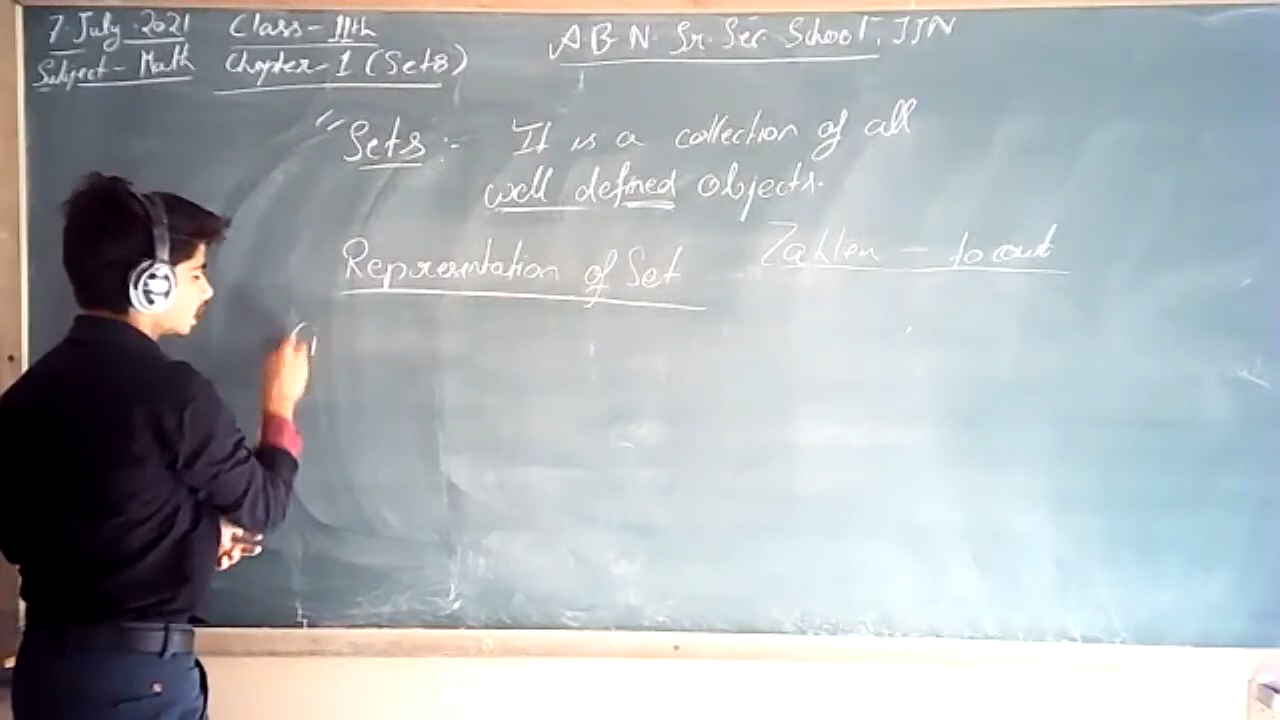 7 July 2021 Class-11th
Subject- Math Chapter-1 (Sets)
A B N. Sr. Sec. School, JJN
"Sets :- It is a collection of all
well defined objects.
Representation of Set
Zahlen - to cout
(i